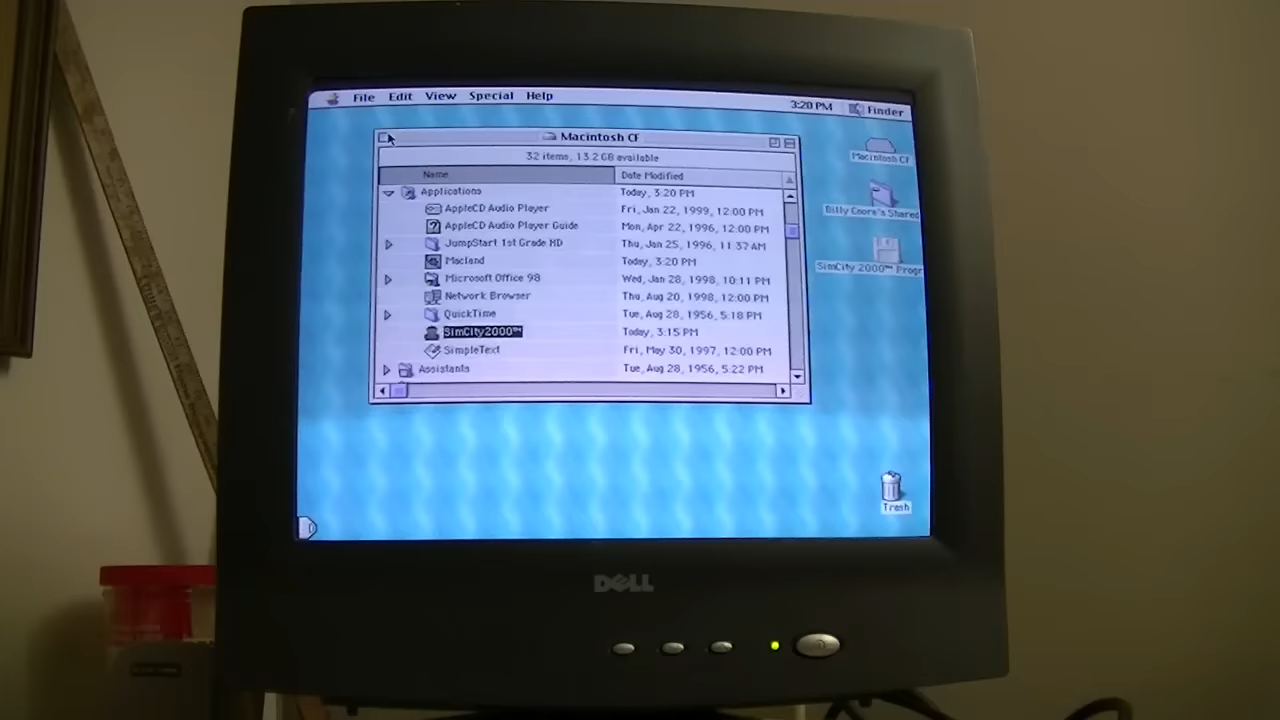 File Edit View Special Help 3:20 PM Finder
Macintosh CF
32 items, 13.2 GB available
Name Date Modified
Applications Today, 3:20 PM
AppleCD Audio Player Fri, Jan 22, 1999, 12:00 PM
AppleCD Audio Player Guide Mon, Apr 22, 1996, 12:00 PM
JumpStart 1st Grade HD Thu, Jan 25, 1996, 11:37 AM
Macland Today, 3:20 PM
Microsoft Office 98 Wed, Jan 28, 1998, 10:11 PM
Network Browser Thu, Aug 20, 1998, 12:00 PM
QuickTime Tue, Aug 28, 1956, 5:18 PM
SimCity2000™ Today, 3:15 PM
SimpleText Fri, May 30, 1997, 12:00 PM
Assistants Tue, Aug 28, 1956, 5:22 PM
Macintosh CF
Billy Coore's Shared
SimCity 2000™ Progr
Trash
DELL